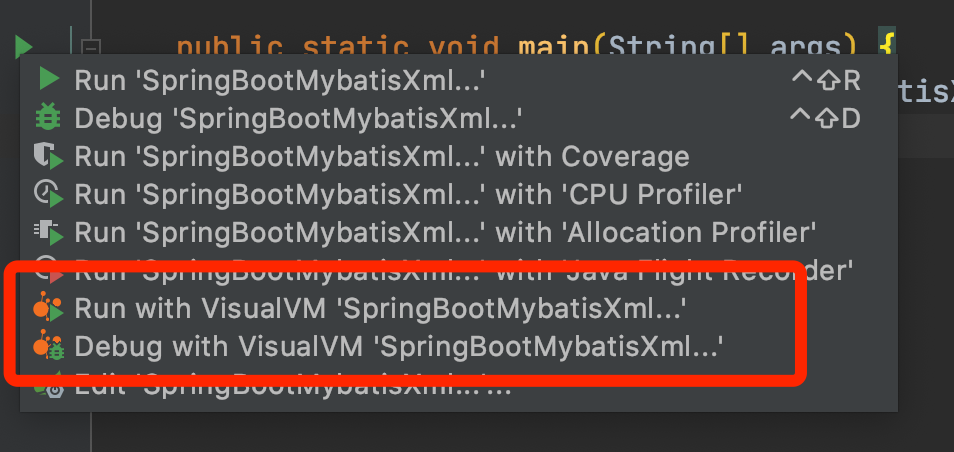 public static void main(String[] args) {
Run 'SpringBootMybatisXml...' ⌃⇧R
tisX
Debug 'SpringBootMybatisXml...' ⌃⇧D
Run 'SpringBootMybatisXml...' with Coverage
Run 'SpringBootMybatisXml...' with 'CPU Profiler'
Run 'SpringBootMybatisXml...' with 'Allocation Profiler'
Run 'SpringBootMybatisXml...' with 'Java Flight Recorder'
Run with VisualVM 'SpringBootMybatisXml...'
Debug with VisualVM 'SpringBootMybatisXml...'
Edit 'SpringBootMybatisXml...'...